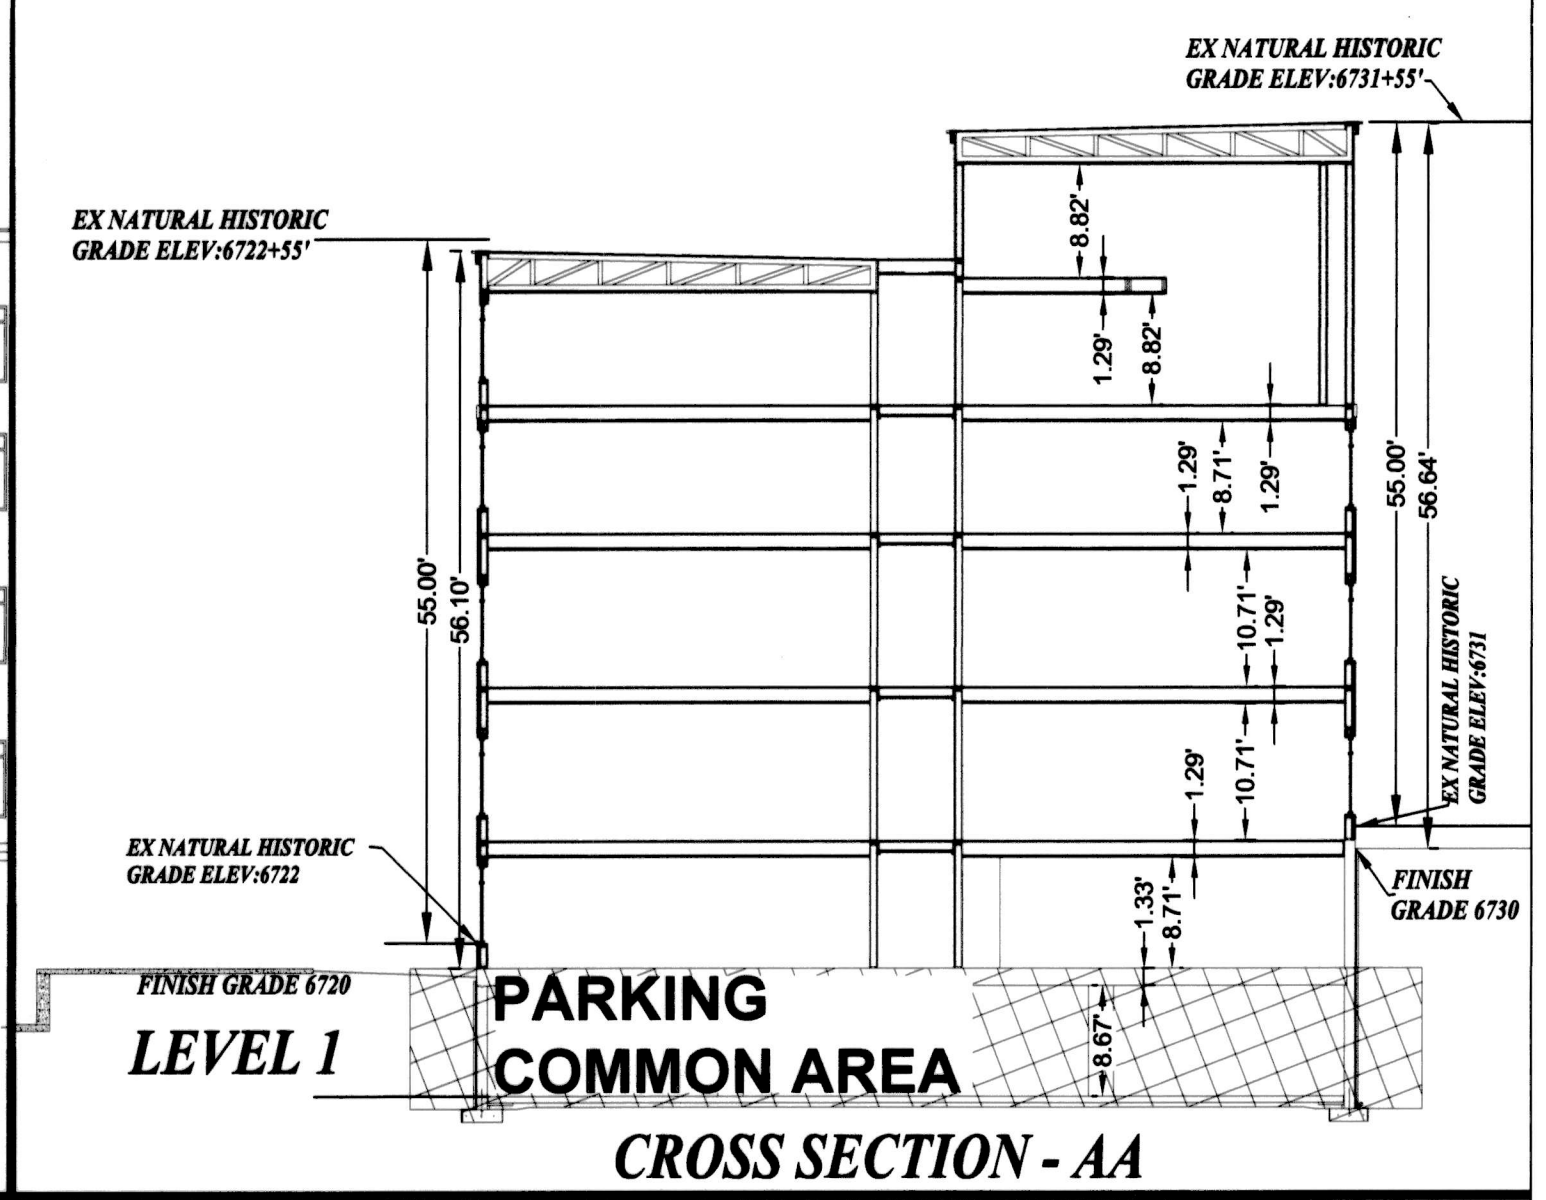 EX NATURAL HISTORIC
GRADE ELEV:6731+55'
EX NATURAL HISTORIC
GRADE ELEV:6722+55'
8.82'
1.29'
8.82'
1.29'
8.71'
1.29'
55.00'
56.64'
55.00'
56.10'
10.71'
1.29'
EX NATURAL HISTORIC
GRADE ELEV:6731
1.29'
10.71'
EX NATURAL HISTORIC
GRADE ELEV:6722
FINISH
GRADE 6730
1.33'
8.71'
FINISH GRADE 6720
LEVEL 1
PARKING
COMMON AREA
8.67'
CROSS SECTION - AA